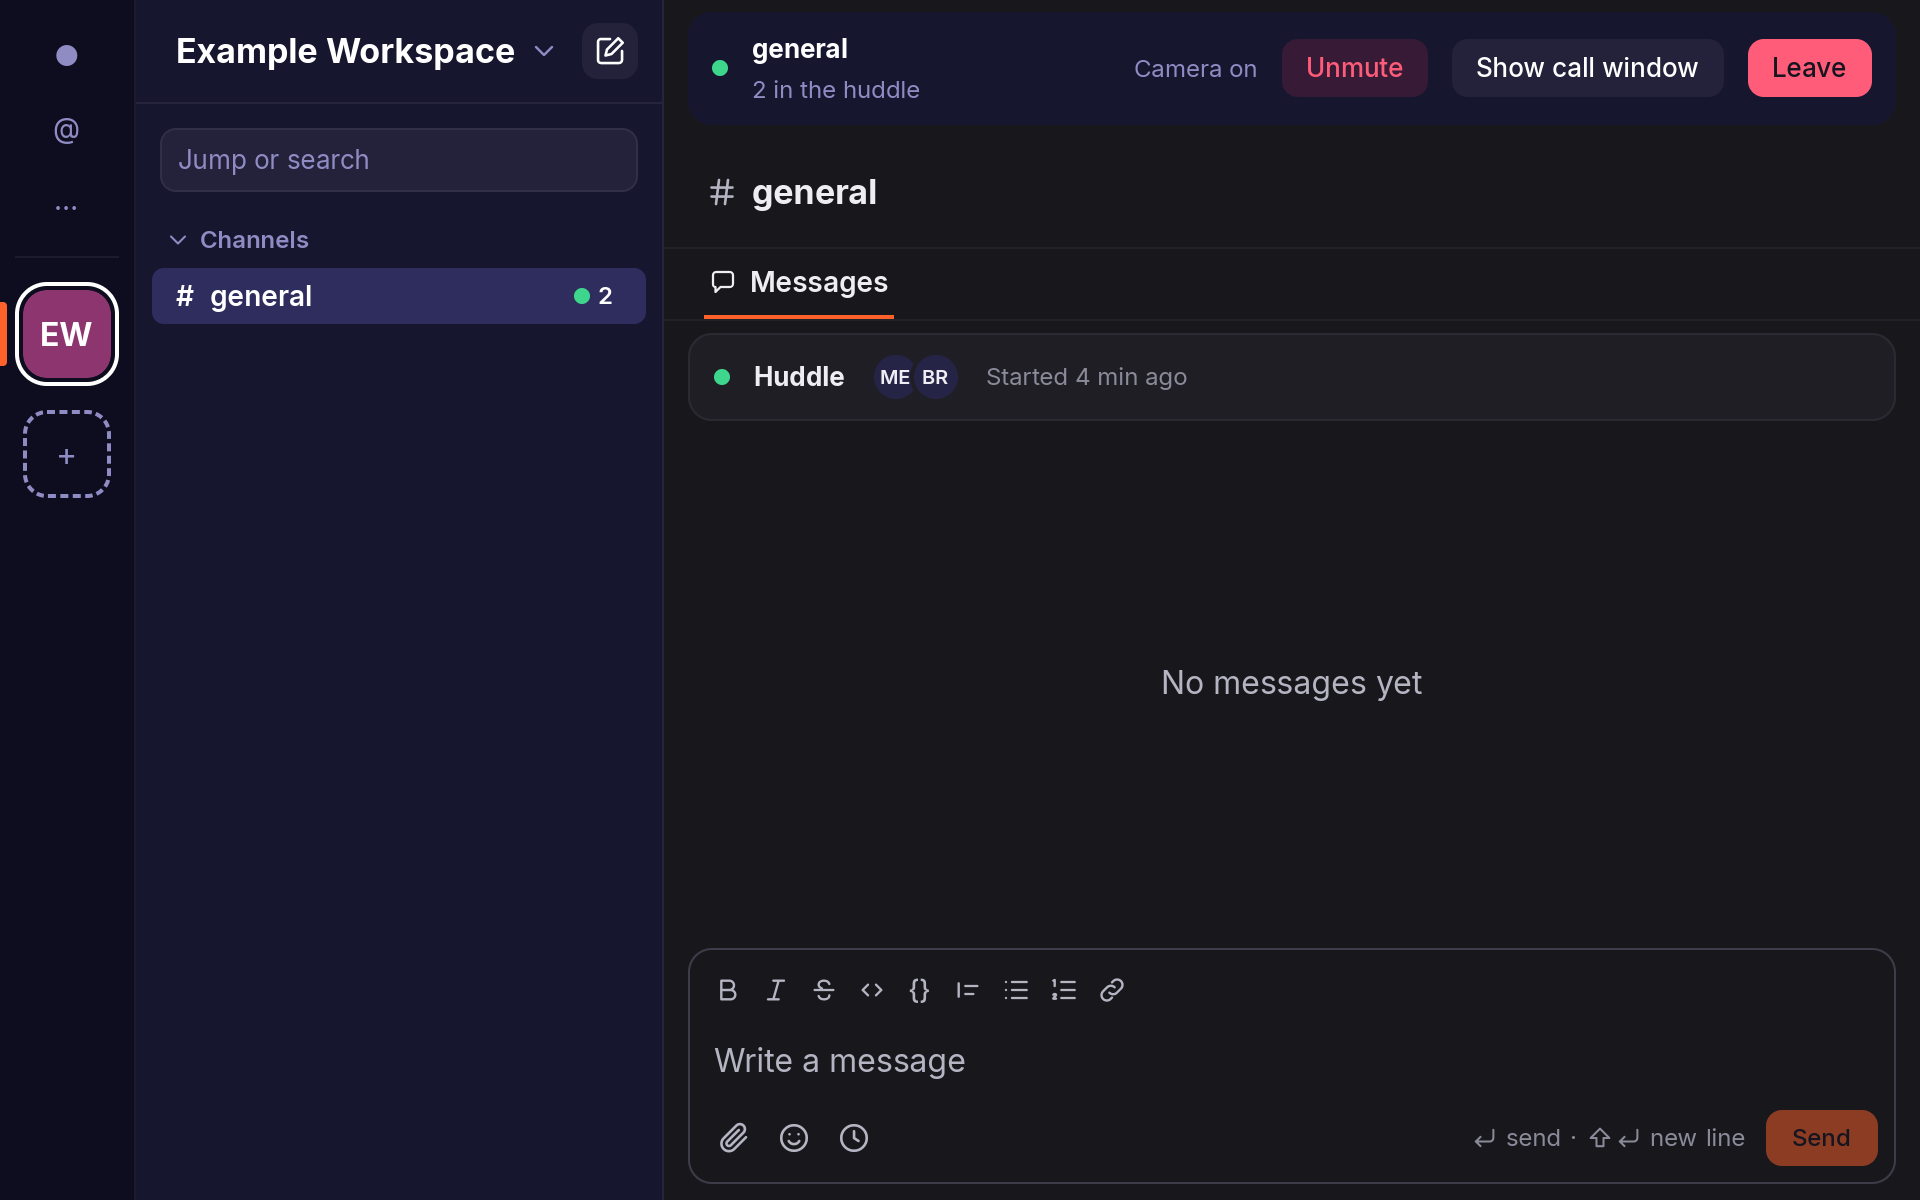 Example Workspace
@
...
EW
+
Jump or search
Channels
# general 2
general
2 in the huddle
Camera on
Unmute
Show call window
Leave
# general
Messages
Huddle ME BR Started 4 min ago
No messages yet
Write a message
send · new line
Send